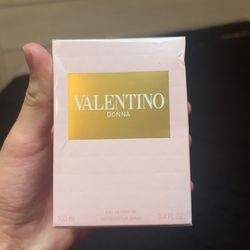 VALENTINO
DONNA
100 ml
EAU DE PARFUM
VAPORISATEUR SPRAY
3.4 FL. OZ.